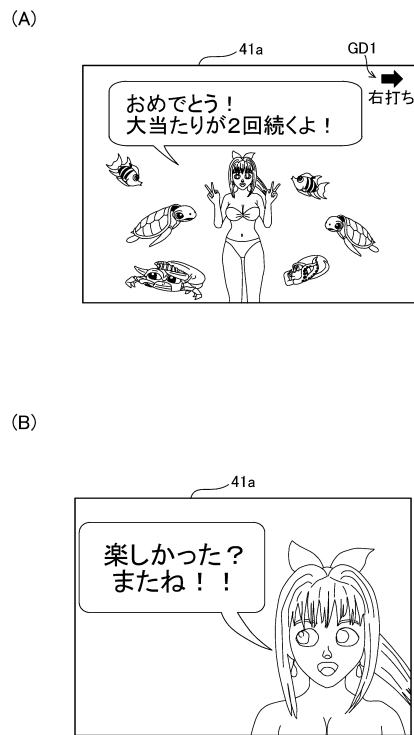 (A)
41a
GD1
右打ち
おめでとう！
大当たりが２回続くよ！
(B)
41a
楽しかった？
またね！！